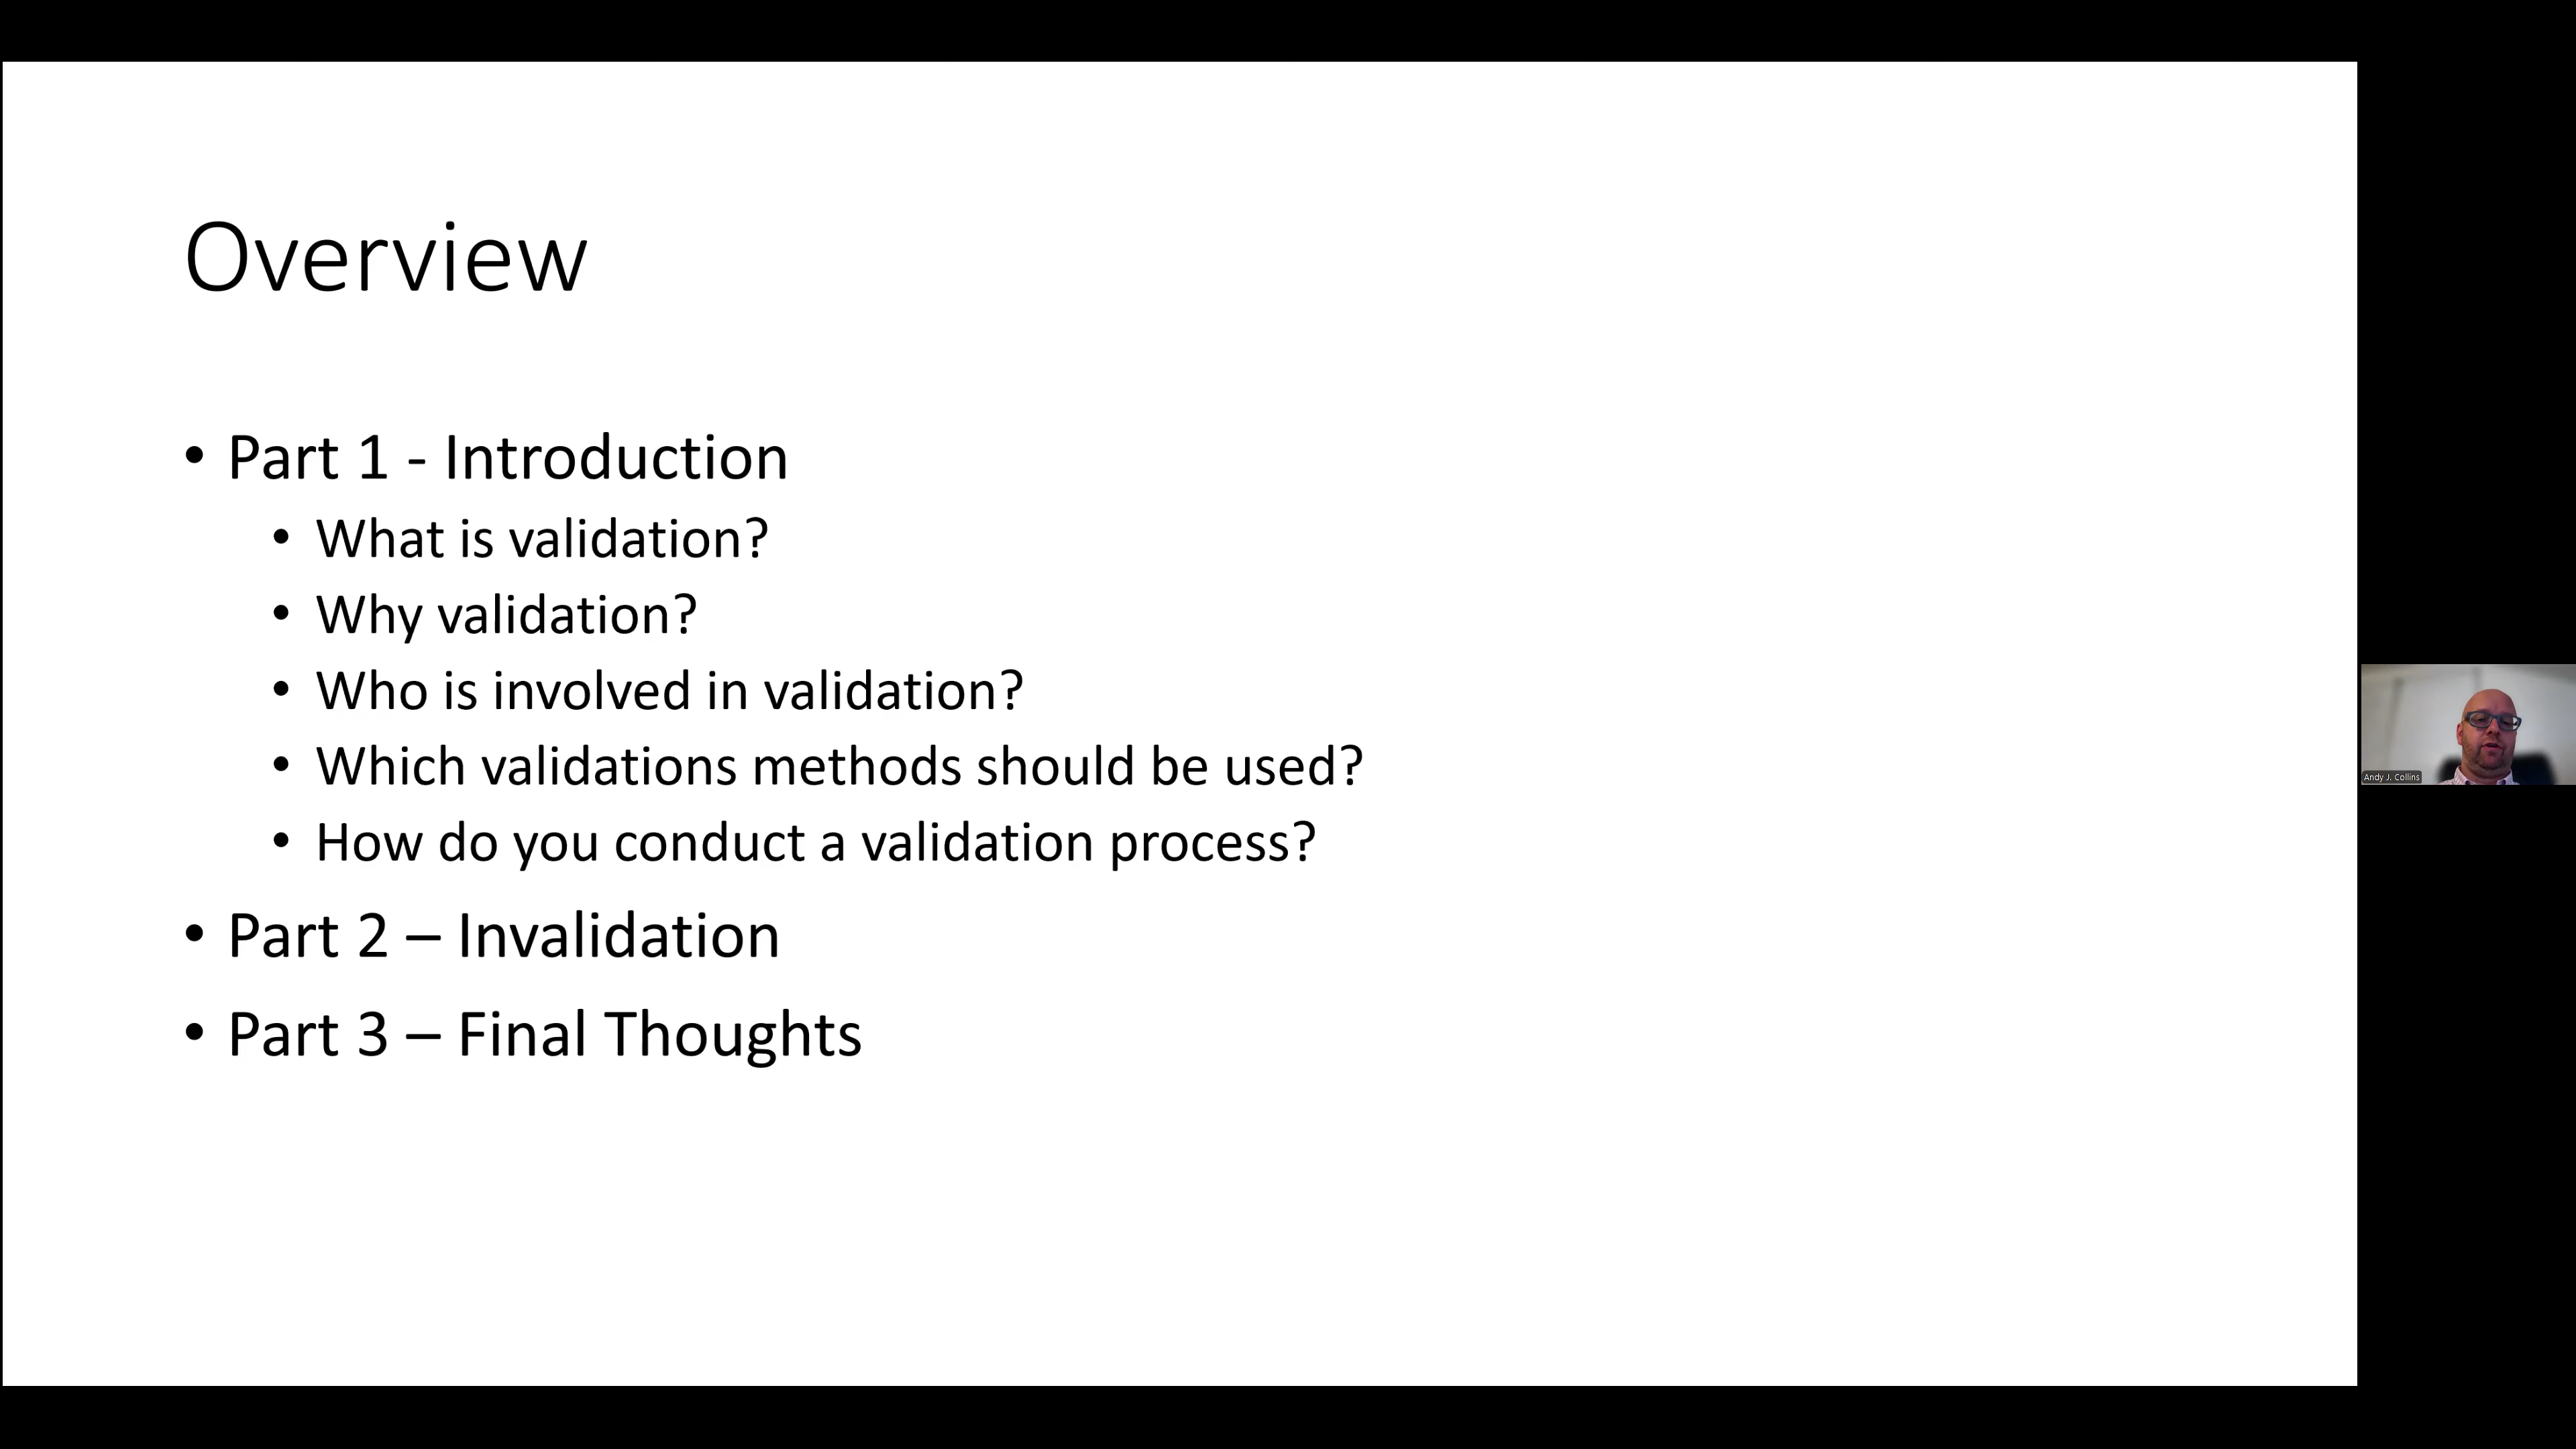 Overview
• Part 1 - Introduction
• What is validation?
• Why validation?
• Who is involved in validation?
• Which validations methods should be used?
• How do you conduct a validation process?
• Part 2 – Invalidation
• Part 3 – Final Thoughts
Andy J. Collins